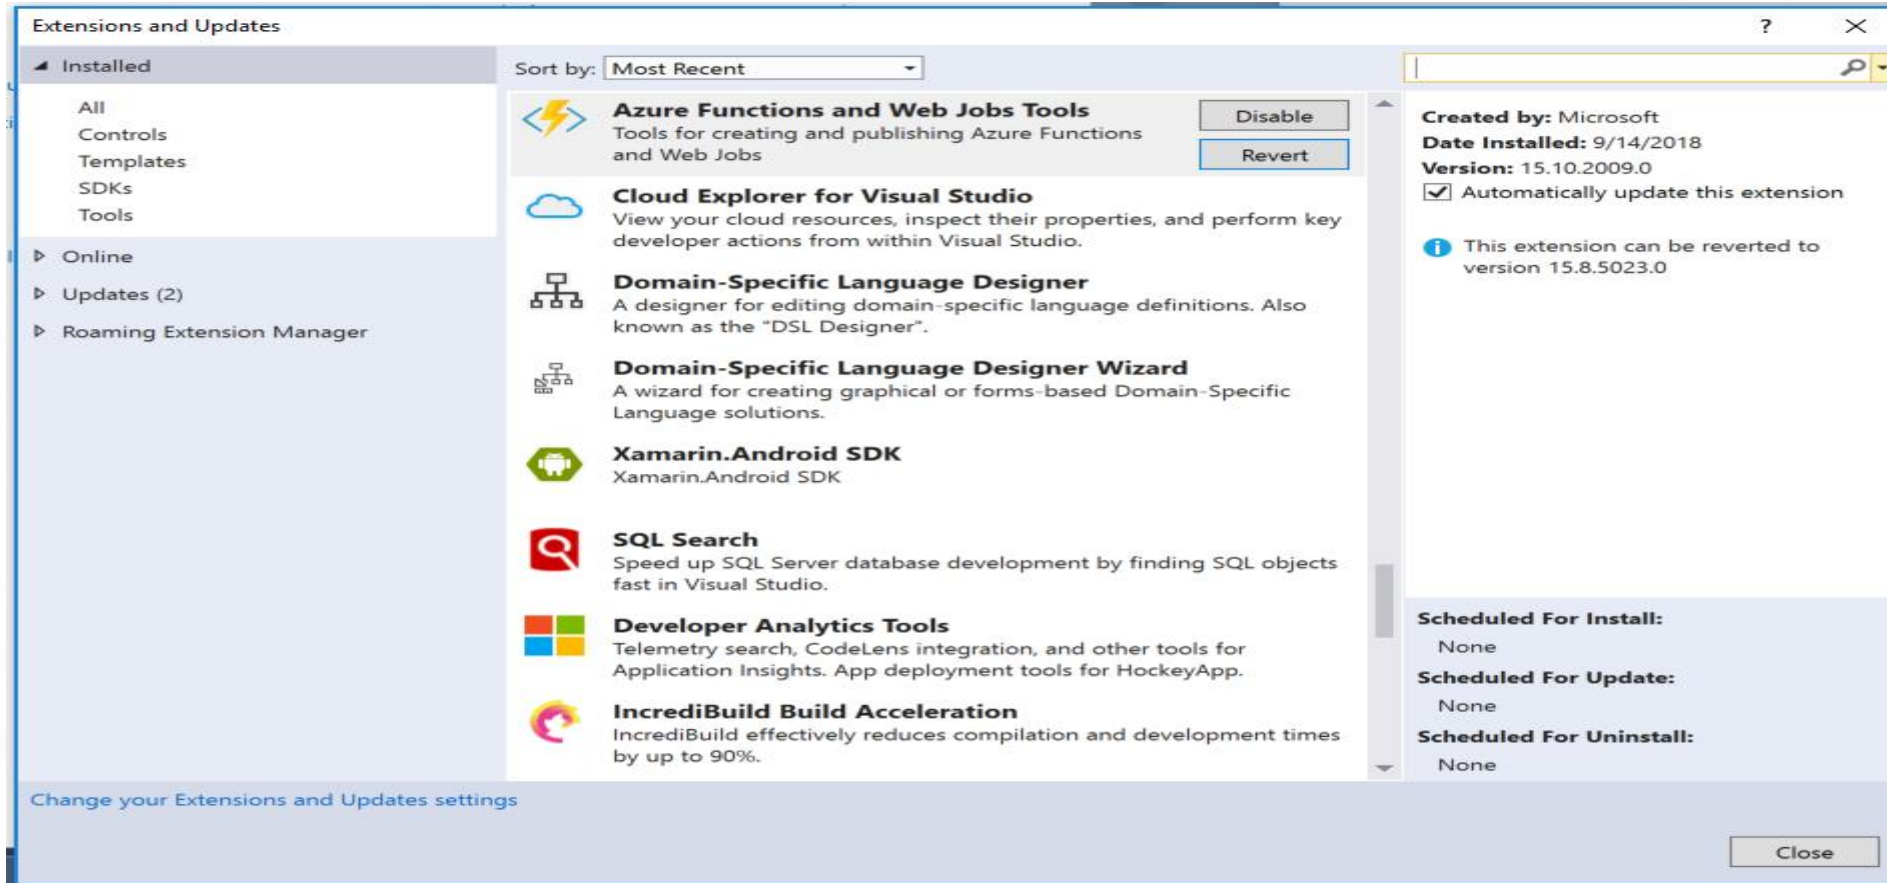 Extensions and Updates
?
Installed
All
Controls
Templates
SDKs
Tools
Online
Updates (2)
Roaming Extension Manager
Sort by: Most Recent
Azure Functions and Web Jobs Tools
Tools for creating and publishing Azure Functions
and Web Jobs
Disable
Revert
Cloud Explorer for Visual Studio
View your cloud resources, inspect their properties, and perform key
developer actions from within Visual Studio.
Domain-Specific Language Designer
A designer for editing domain-specific language definitions. Also
known as the "DSL Designer".
Domain-Specific Language Designer Wizard
A wizard for creating graphical or forms-based Domain-Specific
Language solutions.
Xamarin.Android SDK
Xamarin.Android SDK
SQL Search
Speed up SQL Server database development by finding SQL objects
fast in Visual Studio.
Developer Analytics Tools
Telemetry search, CodeLens integration, and other tools for
Application Insights. App deployment tools for HockeyApp.
IncrediBuild Build Acceleration
IncrediBuild effectively reduces compilation and development times
by up to 90%.
Created by: Microsoft
Date Installed: 9/14/2018
Version: 15.10.2009.0
Automatically update this extension
This extension can be reverted to
version 15.8.5023.0
Scheduled For Install:
None
Scheduled For Update:
None
Scheduled For Uninstall:
None
Change your Extensions and Updates settings
Close